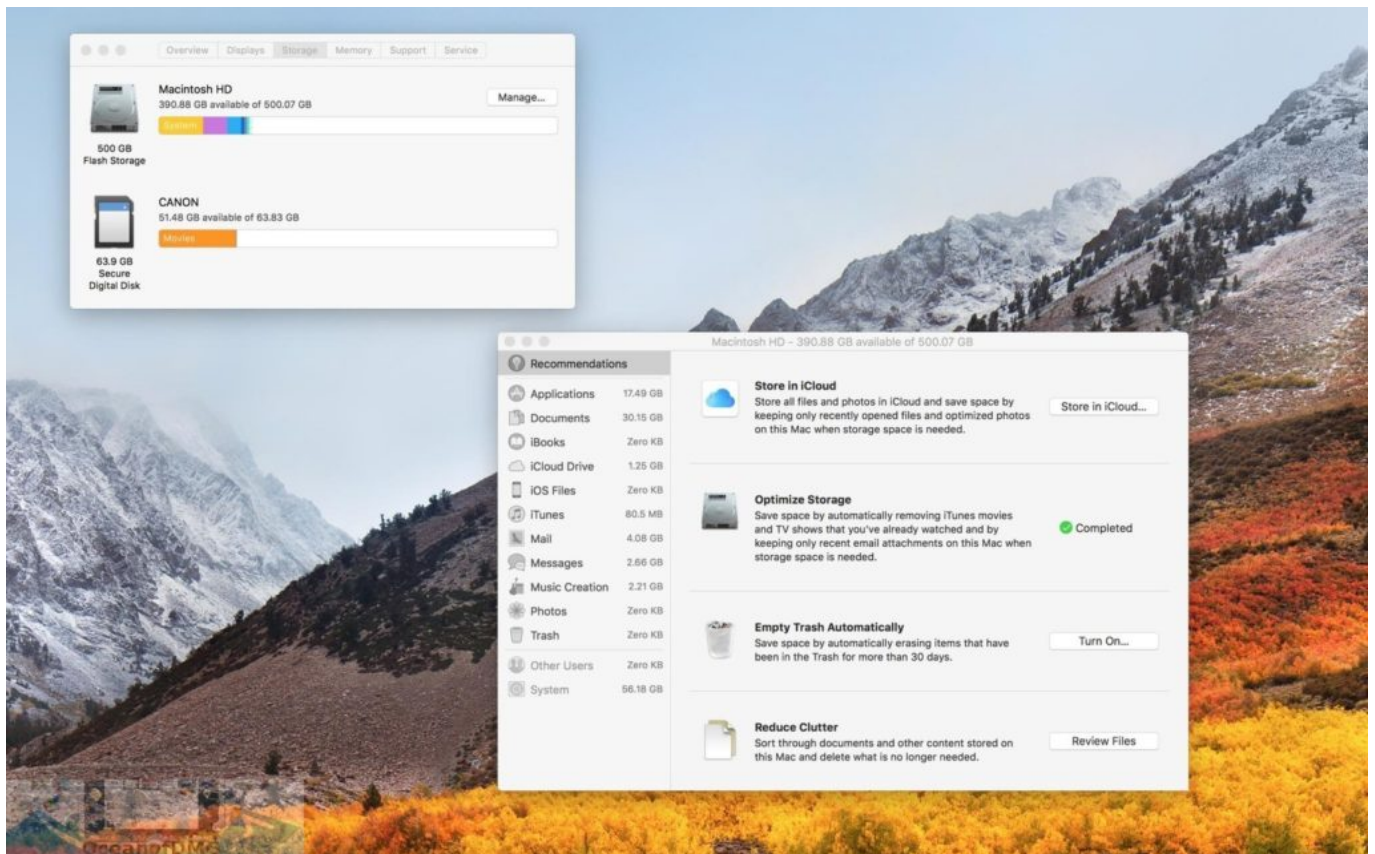 Overview Displays Storage Memory Support Service
Macintosh HD
390.88 GB available of 500.07 GB
Manage...
System
500 GB
Flash Storage
CANON
51.48 GB available of 63.83 GB
Movies
63.9 GB
Secure
Digital Disk
Macintosh HD – 390.88 GB available of 500.07 GB
Recommendations
Applications 17.49 GB
Documents 30.15 GB
iBooks Zero KB
iCloud Drive 1.25 GB
iOS Files Zero KB
iTunes 80.5 MB
Mail 4.08 GB
Messages 2.66 GB
Music Creation 2.21 GB
Photos Zero KB
Trash Zero KB
Other Users Zero KB
System 56.18 GB
Store in iCloud
Store all files and photos in iCloud and save space by
keeping only recently opened files and optimized photos
on this Mac when storage space is needed.
Store in iCloud...
Optimize Storage
Save space by automatically removing iTunes movies
and TV shows that you've already watched and by
keeping only recent email attachments on this Mac when
storage space is needed.
Completed
Empty Trash Automatically
Save space by automatically erasing items that have
been in the Trash for more than 30 days.
Turn On...
Reduce Clutter
Sort through documents and other content stored on
this Mac and delete what is no longer needed.
Review Files